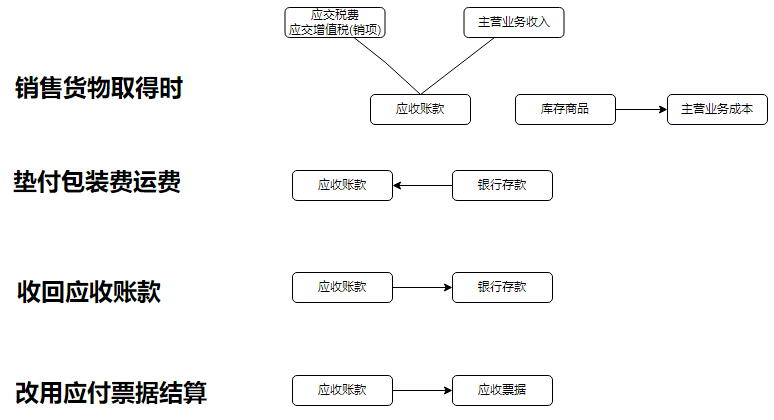 应交税费
应交增值税(销项)
主营业务收入
销售货物取得时
应收账款
库存商品
主营业务成本
垫付包装费运费
应收账款
银行存款
收回应收账款
应收账款
银行存款
改用应付票据结算
应收账款
应收票据